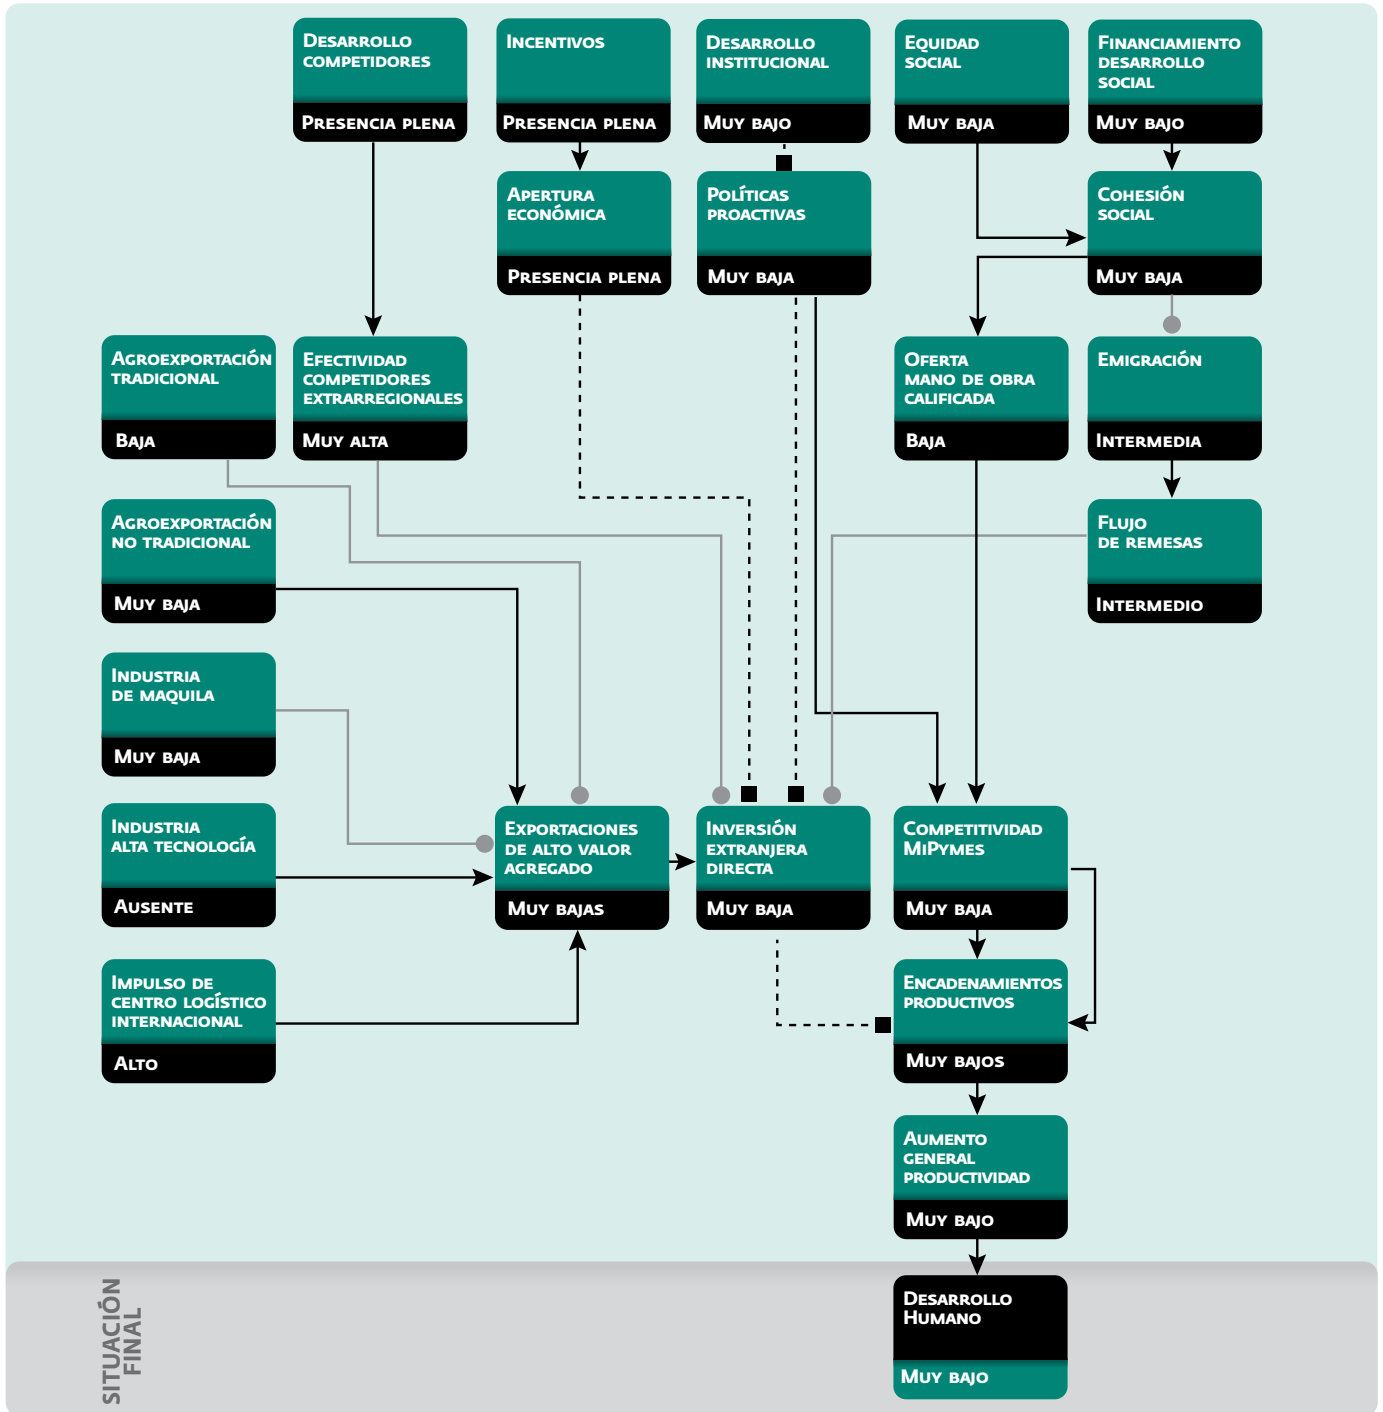 Desarrollo
competidores
Presencia plena
Incentivos
Presencia plena
Desarrollo
institucional
Muy bajo
Equidad
social
Muy baja
Financiamiento
desarrollo
social
Muy bajo
Apertura
económica
Presencia plena
Políticas
proactivas
Muy baja
Cohesión
social
Muy baja
Agroexportación
tradicional
Baja
Efectividad
competidores
extrarregionales
Muy alta
Oferta
mano de obra
calificada
Baja
Emigración
Intermedia
Agroexportación
no tradicional
Muy baja
Flujo
de remesas
Intermedio
Industria
de maquila
Muy baja
Industria
alta tecnología
Ausente
Exportaciones
de alto valor
agregado
Muy bajas
Inversión
extranjera
directa
Muy baja
Competitividad
MiPymes
Muy baja
Impulso de
centro logístico
internacional
Alto
Encadenamientos
productivos
Muy bajos
Aumento
general
productividad
Muy bajo
SITUACIÓN
FINAL
Desarrollo
Humano
Muy bajo